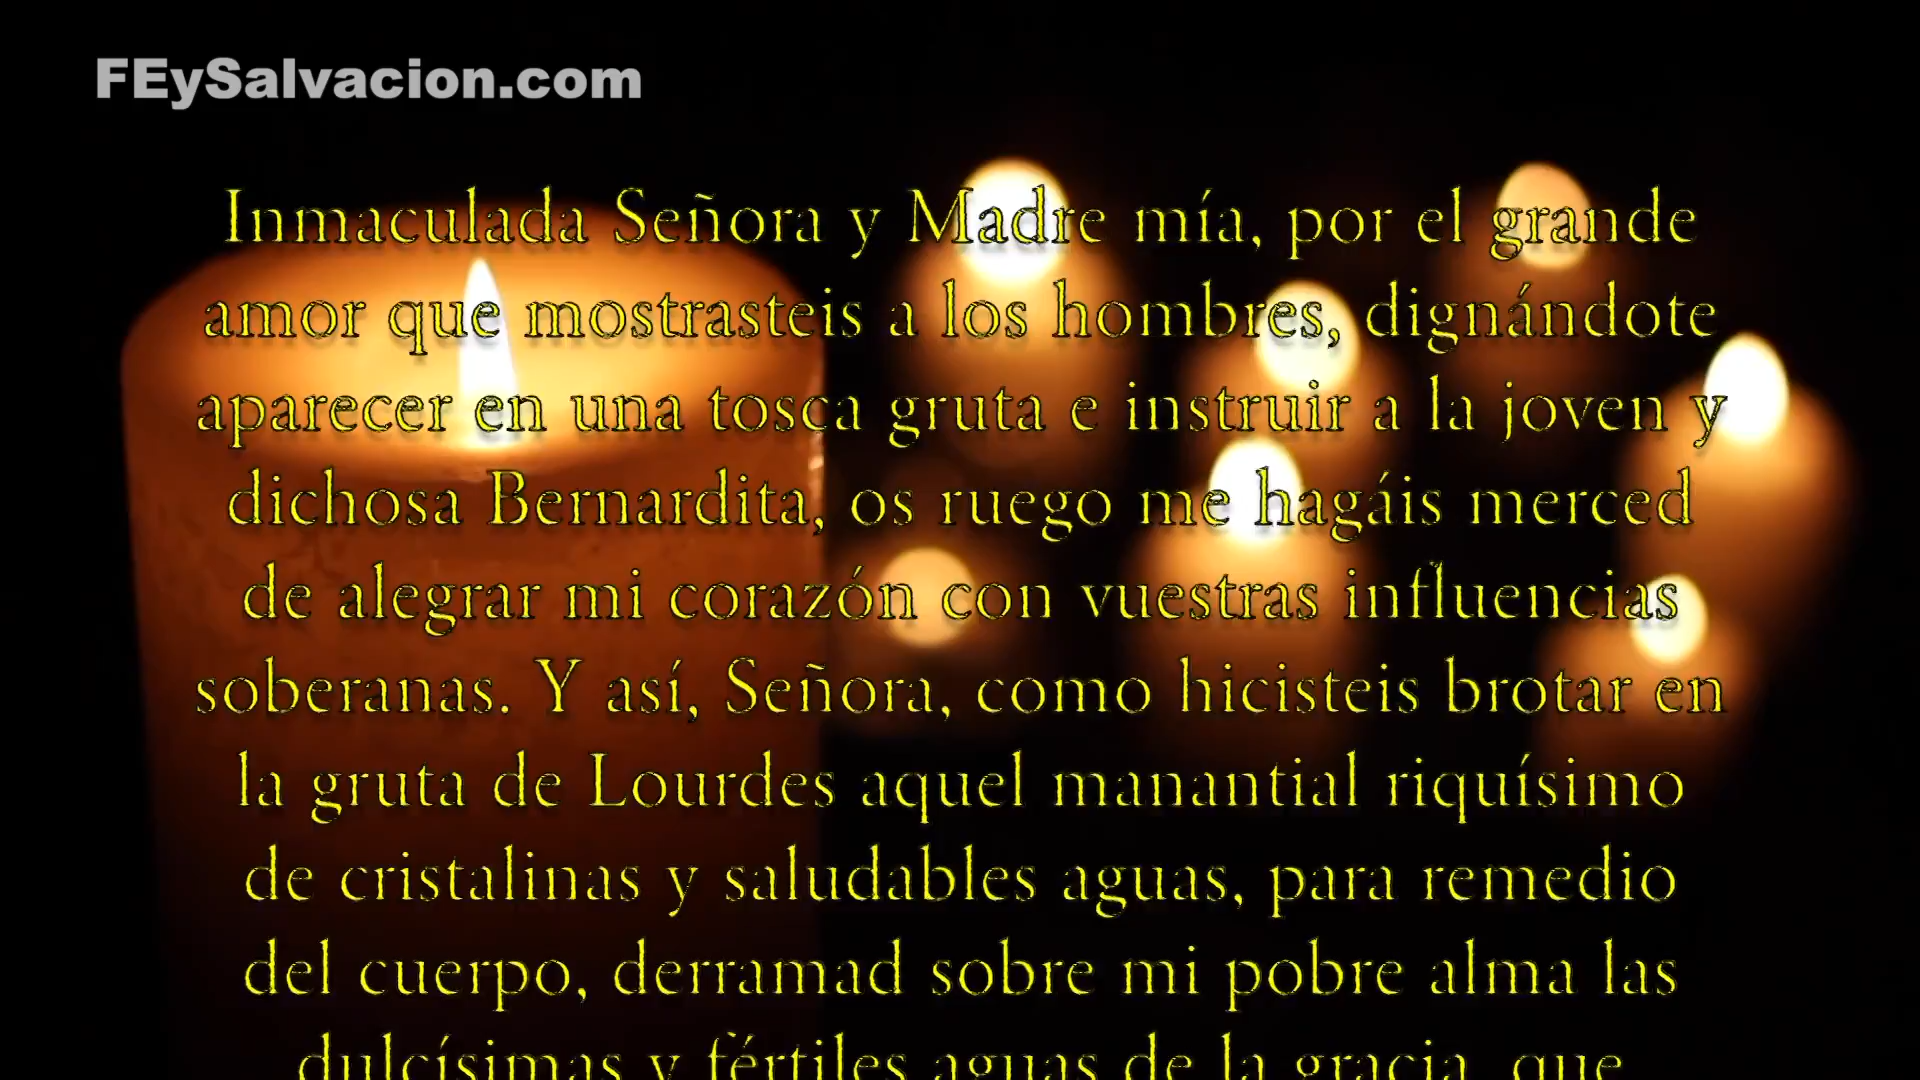 FEySalvacion.com
Inmaculada Señora y Madre mía, por el grande
amor que mostrasteis a los hombres, dignándote
aparecer en una tosca gruta e instruir a la joven y
dichosa Bernardita, os ruego me hagáis merced
de alegrar mi corazón con vuestras influencias
soberanas. Y así, Señora, como hicisteis brotar en
la gruta de Lourdes aquel manantial riquísimo
de cristalinas y saludables aguas, para remedio
del cuerpo, derramad sobre mi pobre alma las
dulcísimas y fértiles aguas de la gracia, que